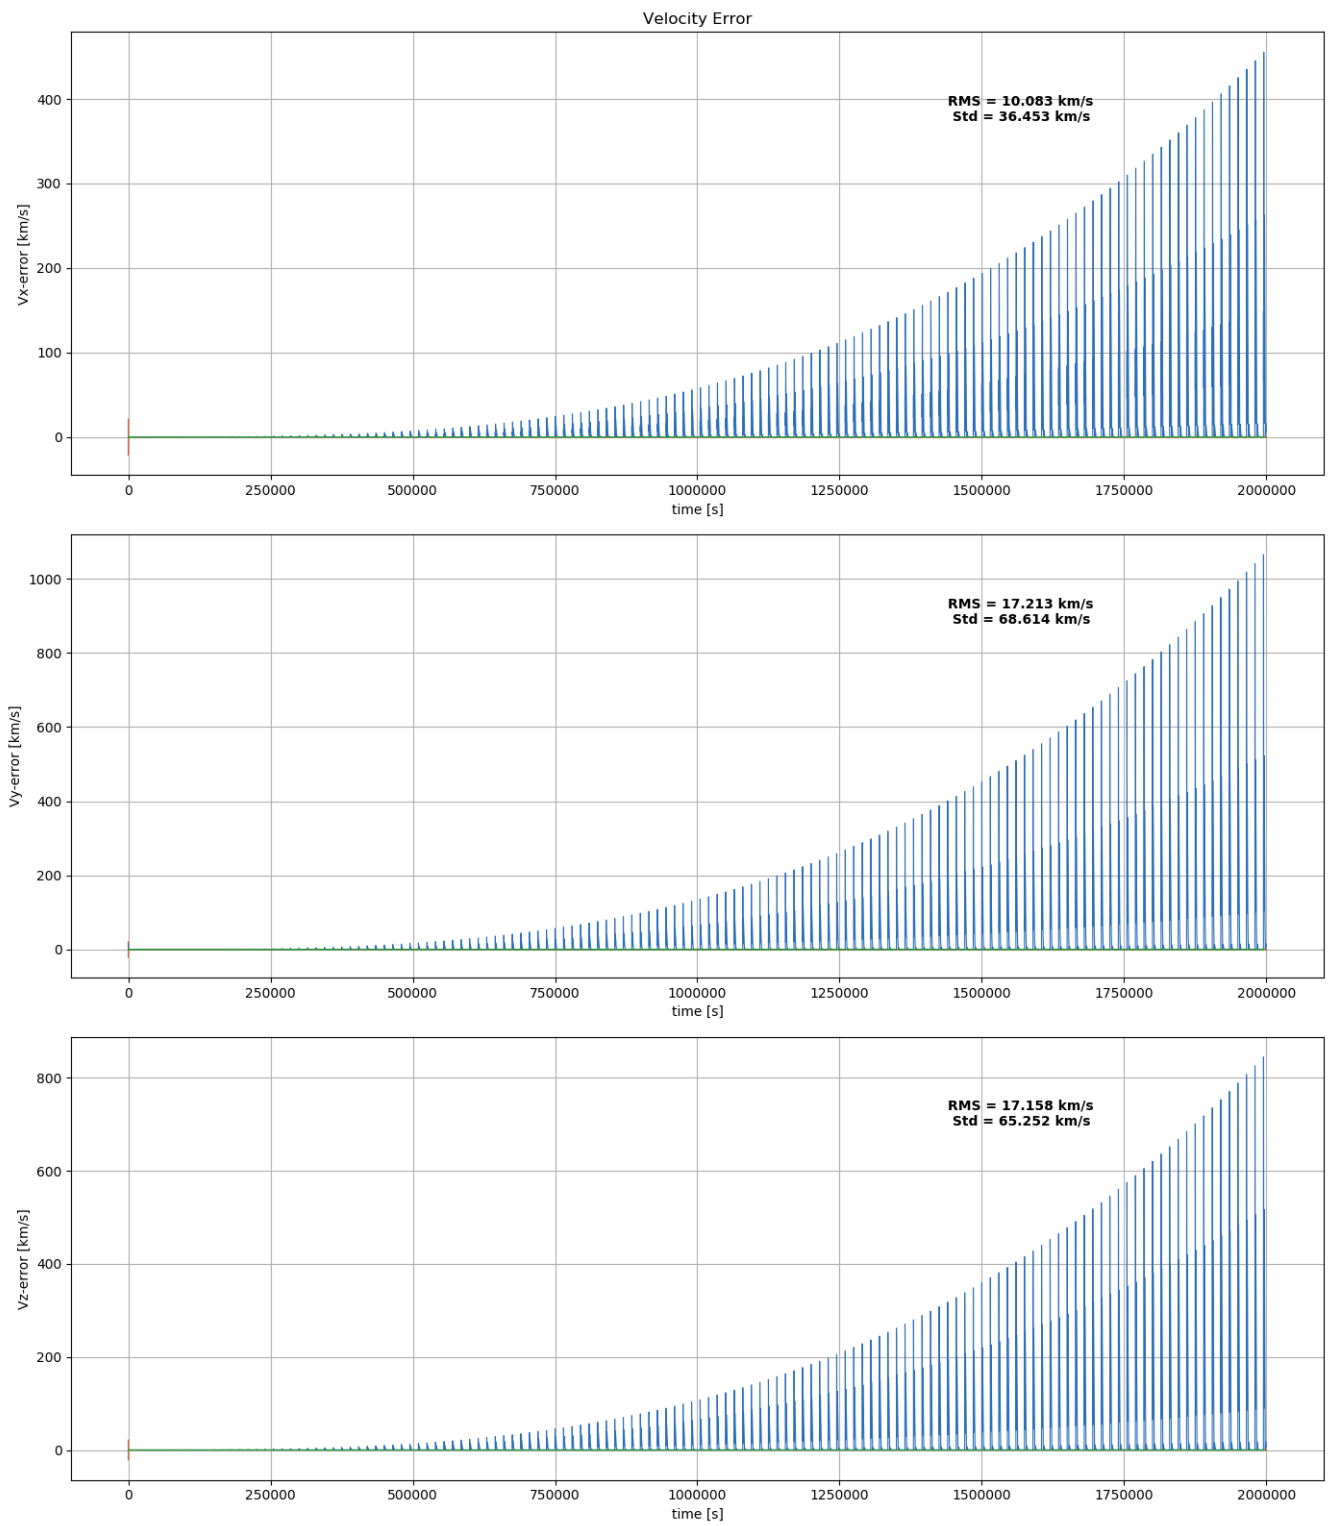 Velocity Error
400
300
200
100
0
Vx-error [km/s]
RMS = 10.083 km/s
Std = 36.453 km/s
0 250000 500000 750000 1000000 1250000 1500000 1750000 2000000
time [s]
1000
800
600
400
200
0
Vy-error [km/s]
RMS = 17.213 km/s
Std = 68.614 km/s
0 250000 500000 750000 1000000 1250000 1500000 1750000 2000000
time [s]
800
600
400
200
0
Vz-error [km/s]
RMS = 17.158 km/s
Std = 65.252 km/s
0 250000 500000 750000 1000000 1250000 1500000 1750000 2000000
time [s]